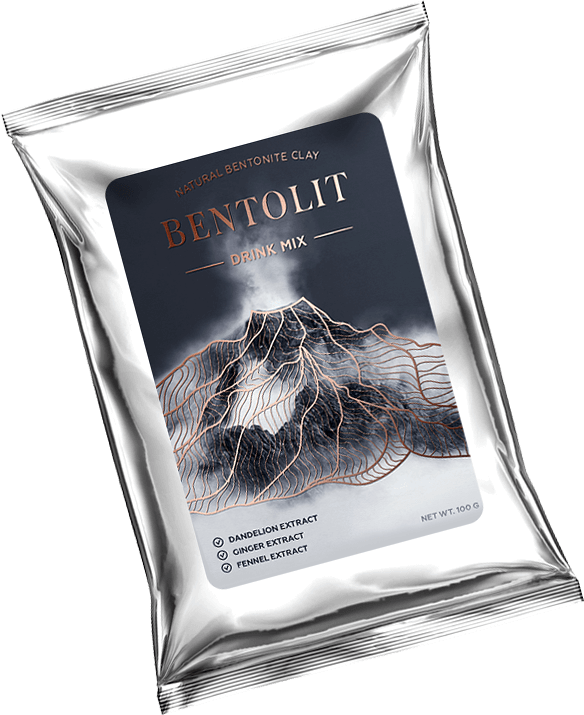 NATURAL BENTONITE CLAY
BENTOLIT
DRINK MIX
DANDELION EXTRACT
GINGER EXTRACT
FENNEL EXTRACT
NET WT. 100 G